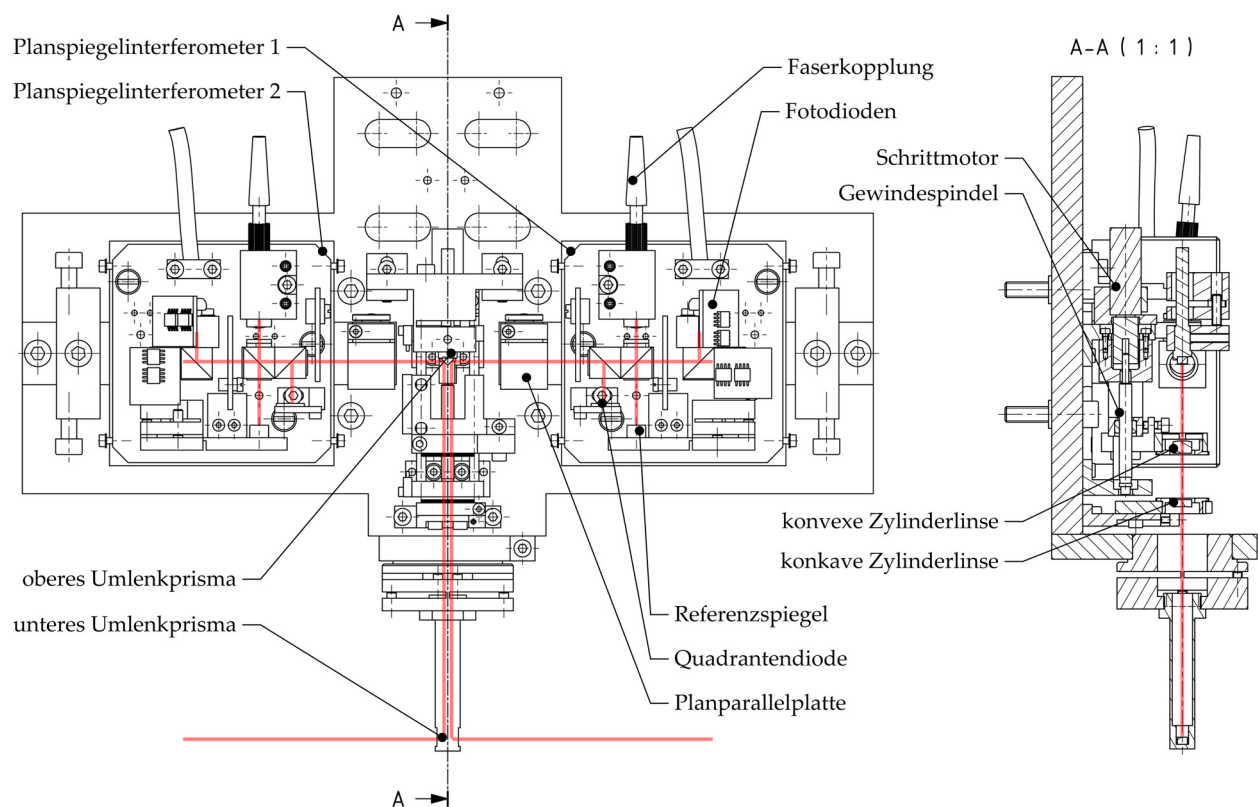 A
A-A ( 1 : 1 )
Planspiegelinterferometer 1
Planspiegelinterferometer 2
Faserkopplung
Fotodioden
Schrittmotor
Gewindespindel
konvexe Zylinderlinse
konkave Zylinderlinse
oberes Umlenkprisma
unteres Umlenkprisma
Referenzspiegel
Quadrantendiode
Planparallelplatte
A